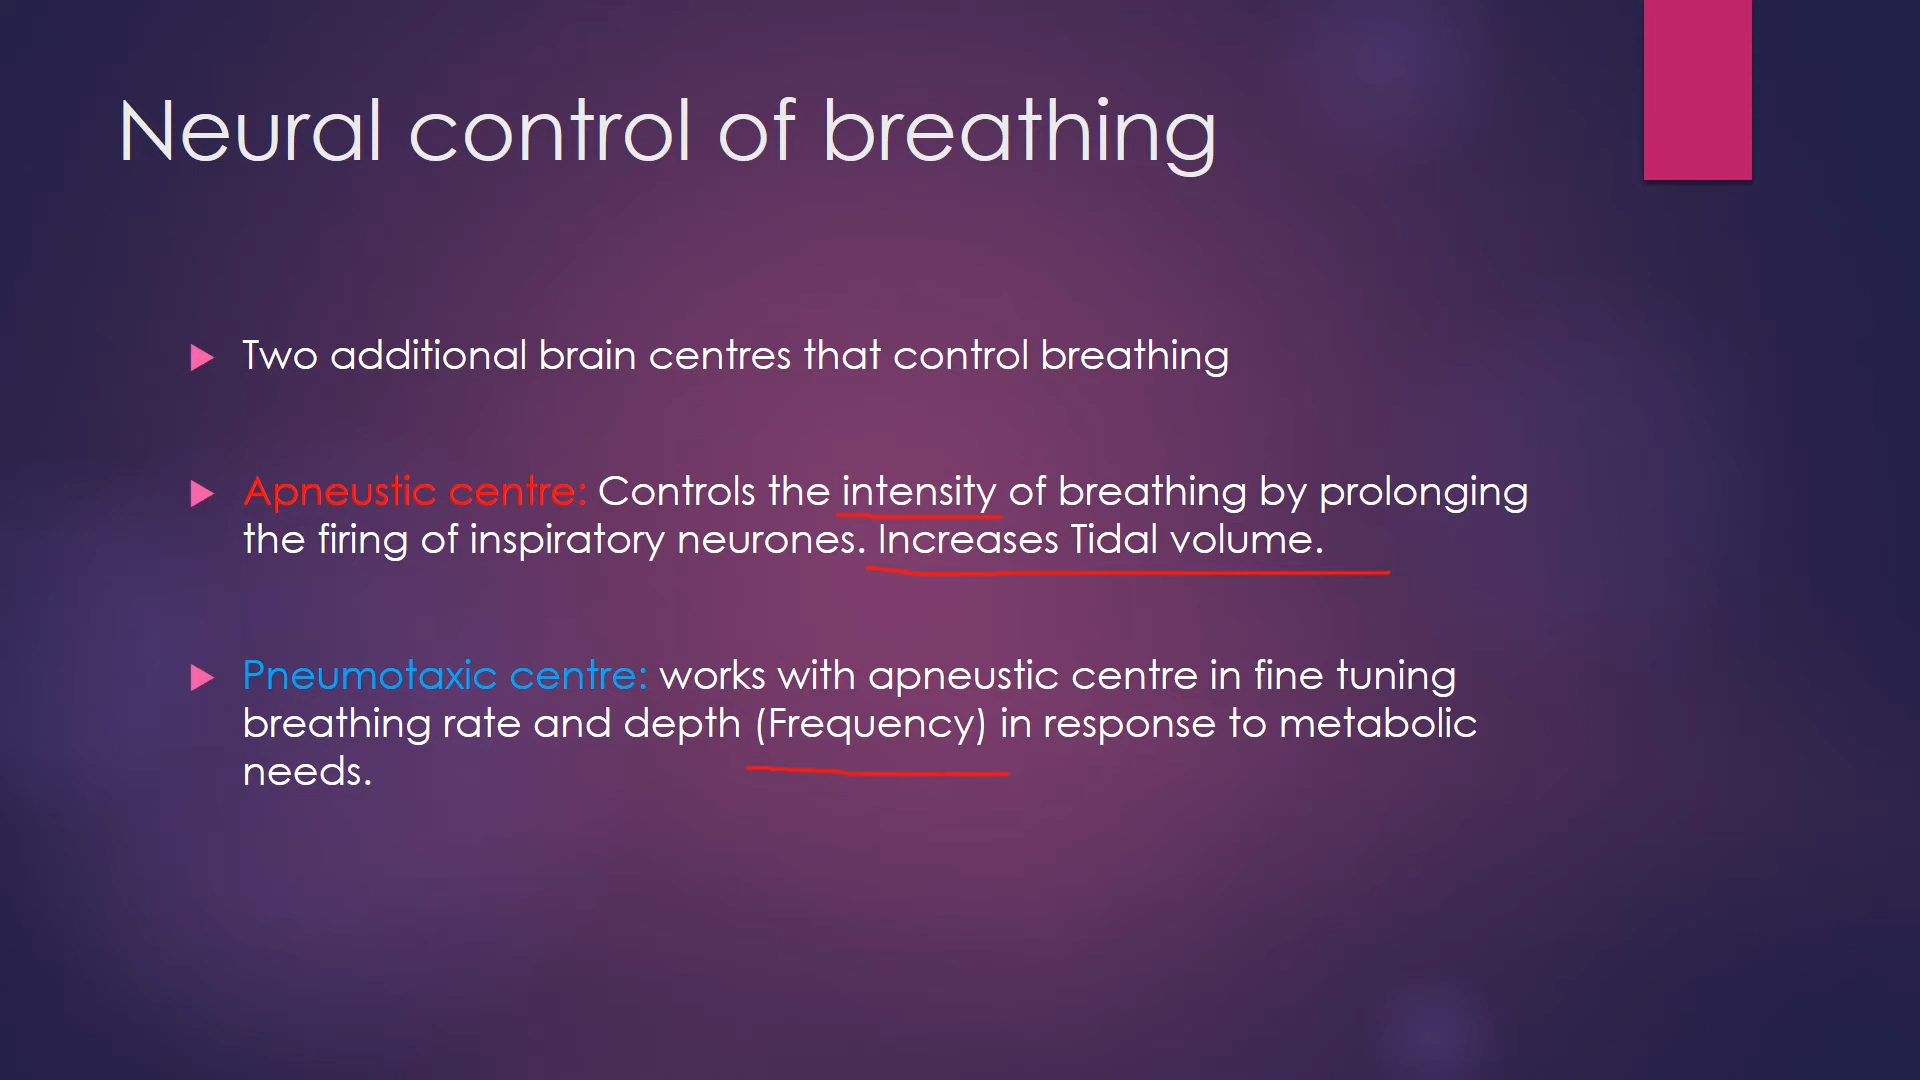 Neural control of breathing
Two additional brain centres that control breathing
Apneustic centre: Controls the intensity of breathing by prolonging
the firing of inspiratory neurones. Increases Tidal volume.
Pneumotaxic centre: works with apneustic centre in fine tuning
breathing rate and depth (Frequency) in response to metabolic
needs.